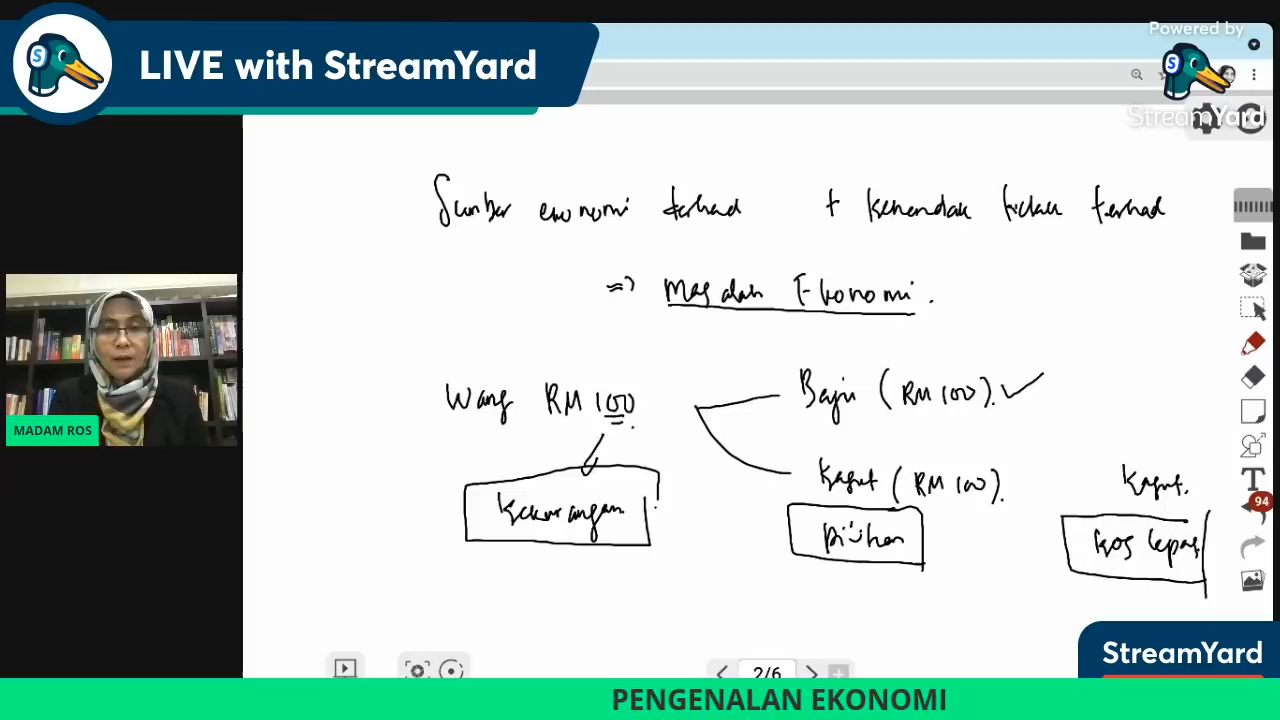 Powered by
StreamYard
LIVE with StreamYard
Sumber ekonomi terhad + kehendak tidak terhad
⇒ Masalah Ekonomi.
Wang RM 100.
Baju (RM 100). ✓
Kasut (RM 100).
Kasut.
Kekurangan
Pilihan
Kos lepas
MADAM ROS
94
2/6
StreamYard
PENGENALAN EKONOMI